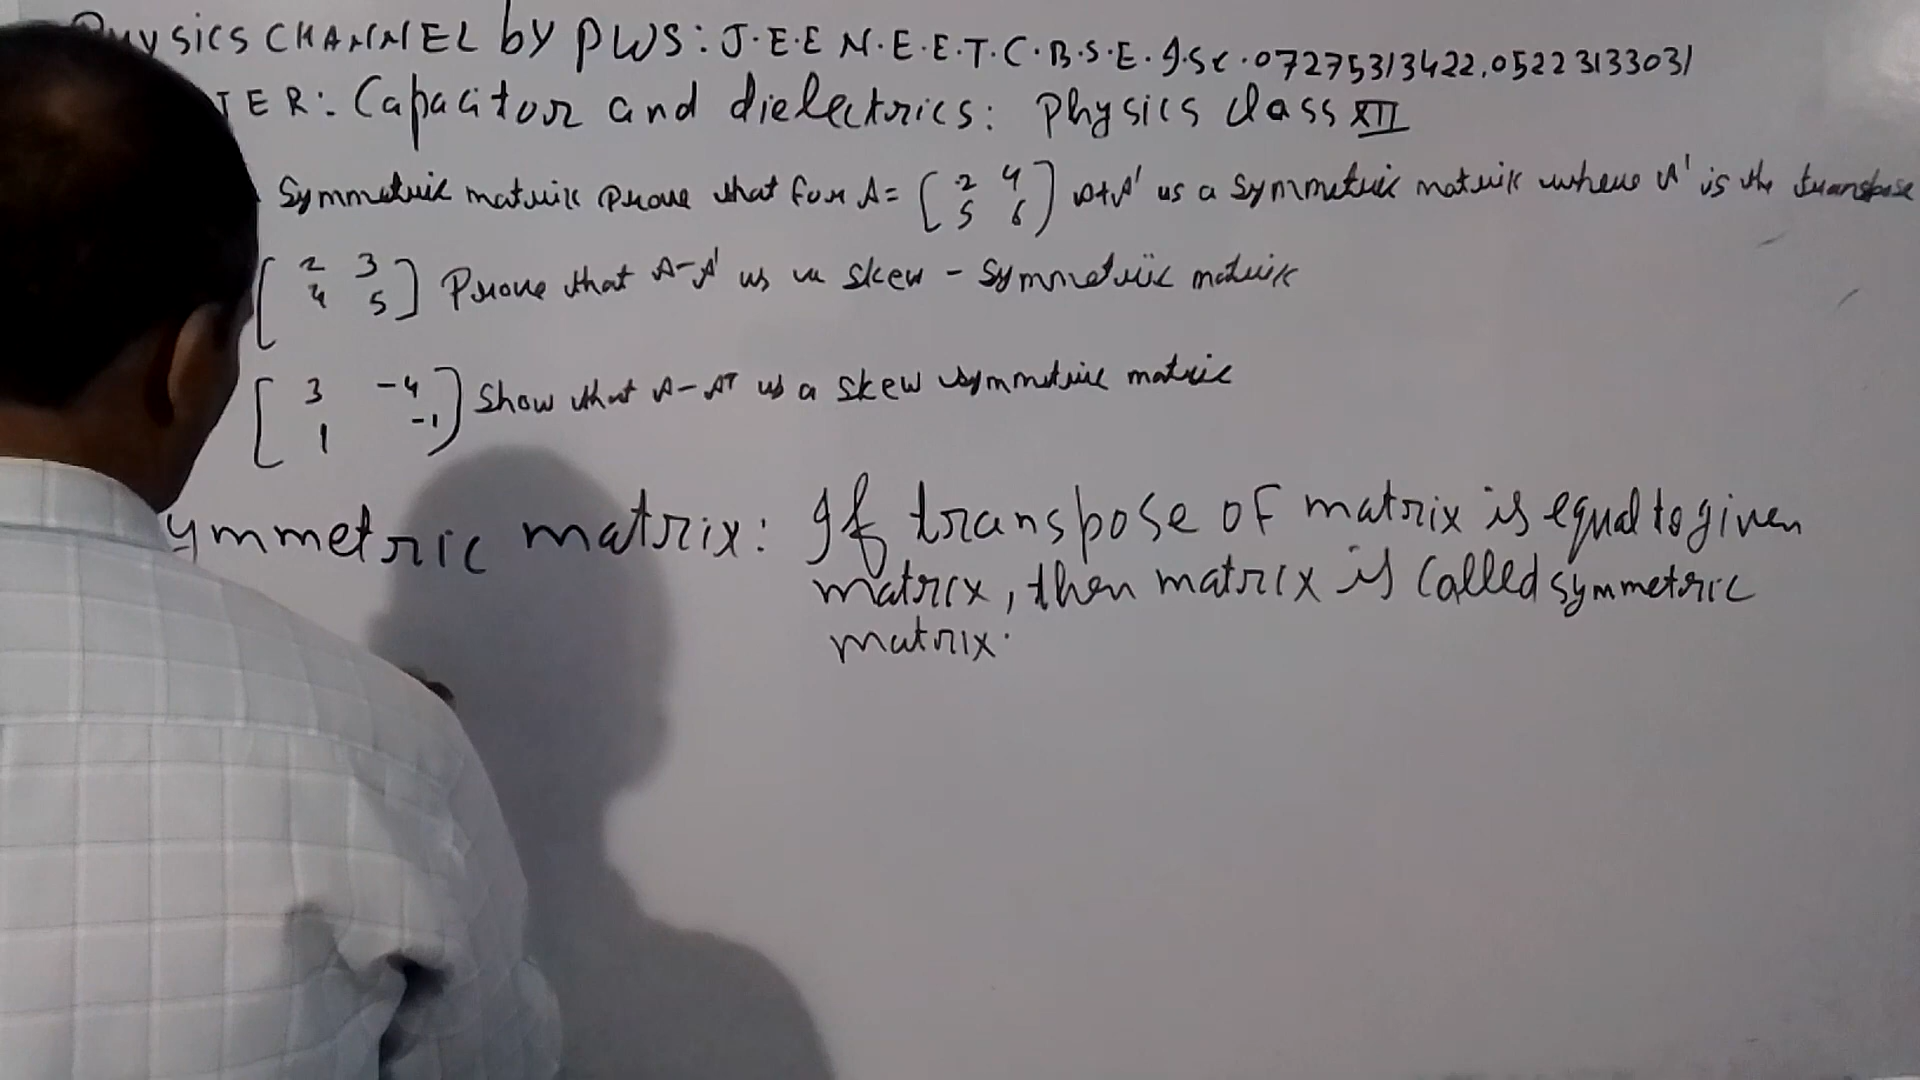 Physics CHANNEL by PWS: J.E.E N.E.E.T.C.B.S.E. I.Sc. 07275313422, 05223133031
TER: Capacitor and dielectrics: Physics class XII
Symmetric matrix Prove that for A = [2 4 5 6] A+A' is a symmetric matrix where A' is the transpose
[2 3 4 5] Prove that A-A' is a skew - symmetric matrix
[3 -4 1 -1] Show that A-Aᵀ is a skew symmetric matrix
ymmetric matrix: If transpose of matrix is equal to given
matrix, then matrix is called symmetric
matrix.